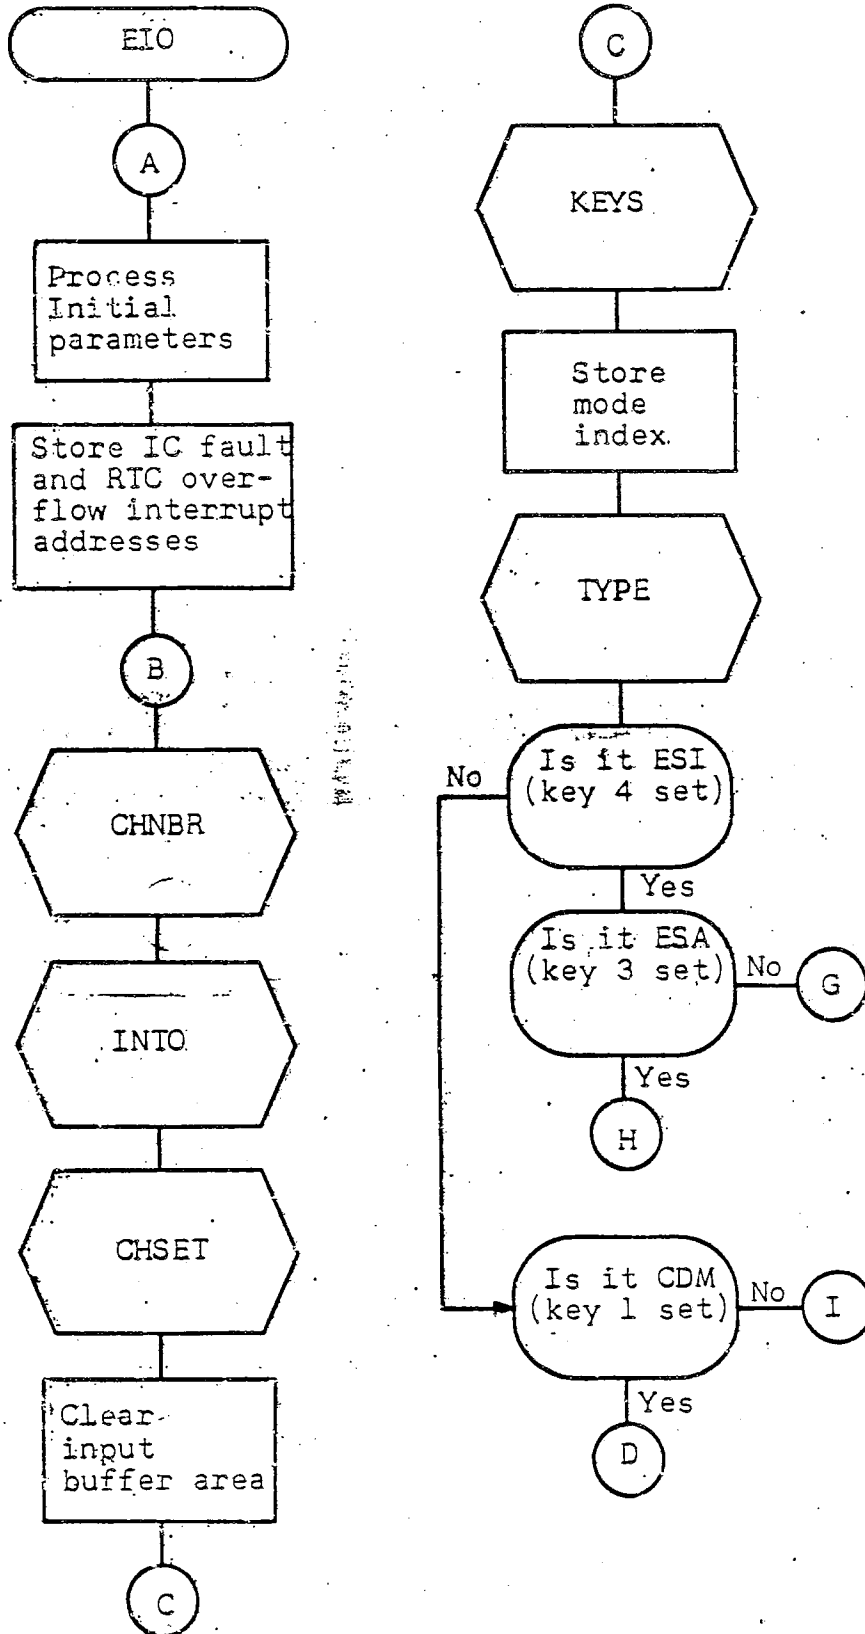 EIO
A
Process
Initial
parameters
Store IC fault
and RTC over-
flow interrupt
addresses
B
CHNBR
INTO
CHSET
Clear
input
buffer area
C
C
KEYS
Store
mode
index
TYPE
Is it ESI
(key 4 set)
No
Yes
Is it ESA
(key 3 set)
No
G
Yes
H
Is it CDM
(key 1 set)
No
I
Yes
D